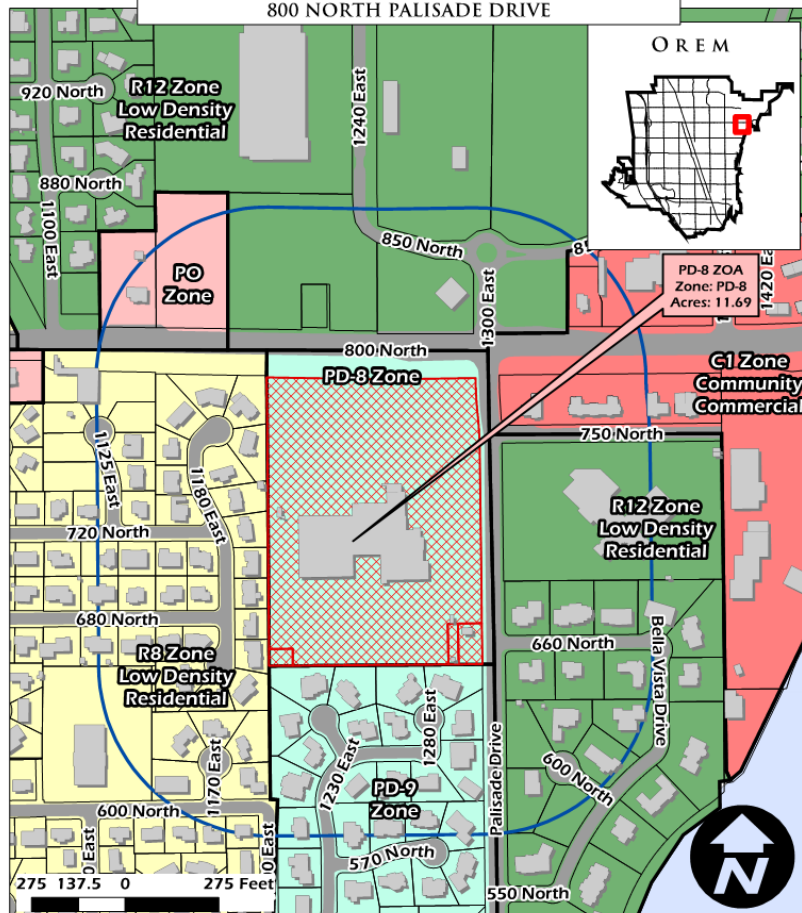 800 NORTH PALISADE DRIVE
OREM
920 North
R12 Zone
Low Density
Residential
1240 East
880 North
1100 East
PO
Zone
850 North
1300 East
PD-8 ZOA
Zone: PD-8
Acres: 11.69
1420 Ea
800 North
PD-8 Zone
C1 Zone
Community
Commercial
750 North
1125 East
1180 East
720 North
R12 Zone
Low Density
Residential
680 North
660 North
R8 Zone
Low Density
Residential
Bella Vista Drive
1280 East
1230 East
1170 East
Palisade Drive
600 North
PD-9
Zone
600 North
570 North
550 North
275 137.5 0 275 Feet
N